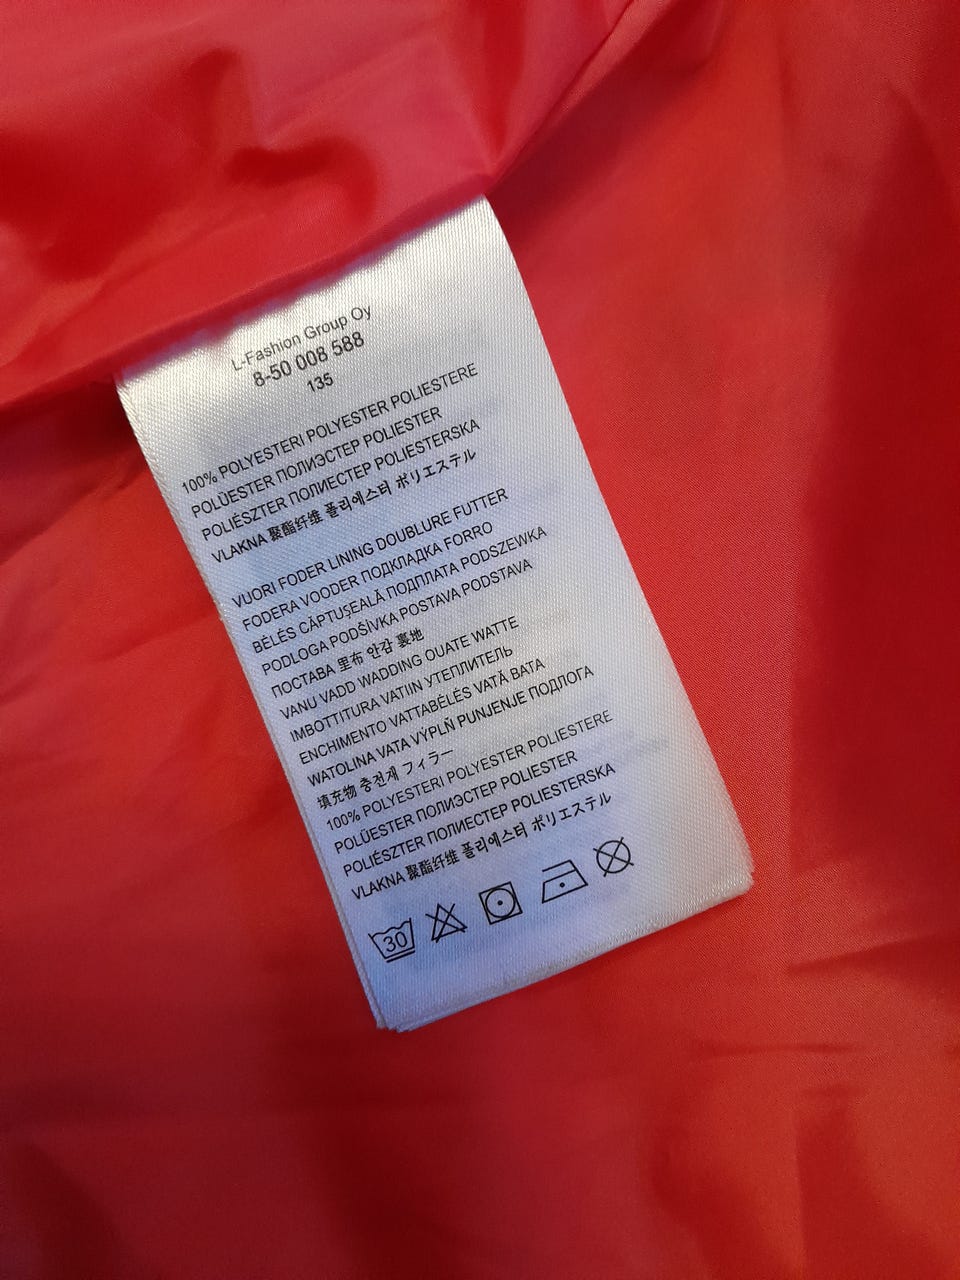 L-Fashion Group Oy
8-50 008 588
135
100% POLYESTERI POLYESTER POLIESTERE
POLÜESTER ПОЛИЭСТЕР POLIESTER
POLIÉSZTER ПОЛИЕСТЕР POLIESTERSKA
VLAKNA 聚酯纤维 폴리에스터 ポリエステル
VUORI FODER LINING DOUBLURE FUTTER
FODERA VOODER ПОДКЛАДКА FORRO
BÉLÉS CĂPTUŞEALĂ ПОДПЛАТА PODSZEWKA
PODLOGA PODŠÍVKA POSTAVA PODSTAVA
ПОСТАВА 里布 안감 裏地
VANU VADD WADDING OUATE WATTE
IMBOTTITURA VATIIN УТЕПЛИТЕЛЬ
ENCHIMENTO VATTABÉLÉS VATĂ ВАТА
WATOLINA VATA VÝPLŇ PUNJENJE ПОДЛОГА
填充物 충전재 フィラー
100% POLYESTERI POLYESTER POLIESTERE
POLÜESTER ПОЛИЭСТЕР POLIESTER
POLIÉSZTER ПОЛИЕСТЕР POLIESTERSKA
VLAKNA 聚酯纤维 폴리에스터 ポリエステル
30